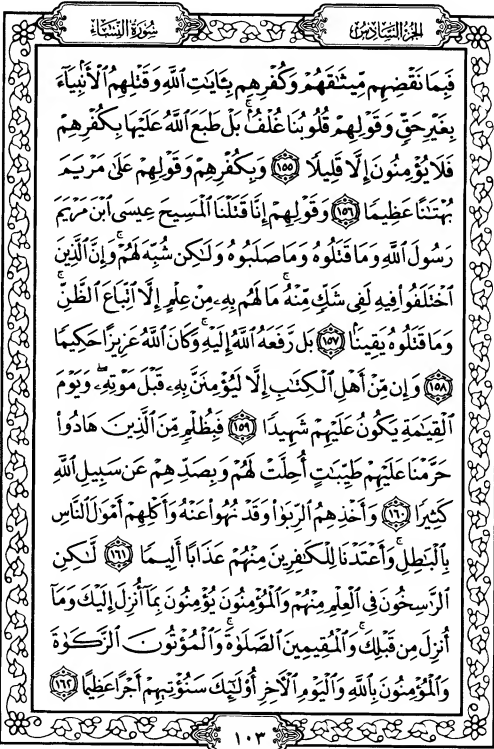 الجزء السادس
سورة النساء
فَبِمَا نَقْضِهِم مِّيثَٰقَهُمْ وَكُفْرِهِم بِـَٔايَٰتِ ٱللَّهِ وَقَتْلِهِمُ ٱلْأَنۢبِيَآءَ
بِغَيْرِ حَقٍّ وَقَوْلِهِمْ قُلُوبُنَا غُلْفٌۢ ۚ بَلْ طَبَعَ ٱللَّهُ عَلَيْهَا بِكُفْرِهِمْ
فَلَا يُؤْمِنُونَ إِلَّا قَلِيلًا ١٥٥ وَبِكُفْرِهِمْ وَقَوْلِهِمْ عَلَىٰ مَرْيَمَ
بُهْتَٰنًا عَظِيمًا ١٥٦ وَقَوْلِهِمْ إِنَّا قَتَلْنَا ٱلْمَسِيحَ عِيسَى ٱبْنَ مَرْيَمَ
رَسُولَ ٱللَّهِ وَمَا قَتَلُوهُ وَمَا صَلَبُوهُ وَلَٰكِن شُبِّهَ لَهُمْ ۚ وَإِنَّ ٱلَّذِينَ
ٱخْتَلَفُوا۟ فِيهِ لَفِى شَكٍّ مِّنْهُ ۚ مَا لَهُم بِهِۦ مِنْ عِلْمٍ إِلَّا ٱتِّبَاعَ ٱلظَّنِّ ۚ
وَمَا قَتَلُوهُ يَقِينًۢا ١٥٧ بَل رَّفَعَهُ ٱللَّهُ إِلَيْهِ ۚ وَكَانَ ٱللَّهُ عَزِيزًا حَكِيمًا
١٥٨ وَإِن مِّنْ أَهْلِ ٱلْكِتَٰبِ إِلَّا لَيُؤْمِنَنَّ بِهِۦ قَبْلَ مَوْتِهِۦ ۖ وَيَوْمَ
ٱلْقِيَٰمَةِ يَكُونُ عَلَيْهِمْ شَهِيدًا ١٥٩ فَبِظُلْمٍ مِّنَ ٱلَّذِينَ هَادُوا۟
حَرَّمْنَا عَلَيْهِمْ طَيِّبَٰتٍ أُحِلَّتْ لَهُمْ وَبِصَدِّهِمْ عَن سَبِيلِ ٱللَّهِ
كَثِيرًا ١٦٠ وَأَخْذِهِمُ ٱلرِّبَوٰا۟ وَقَدْ نُهُوا۟ عَنْهُ وَأَكْلِهِمْ أَمْوَٰلَ ٱلنَّاسِ
بِٱلْبَٰطِلِ ۚ وَأَعْتَدْنَا لِلْكَٰفِرِينَ مِنْهُمْ عَذَابًا أَلِيمًا ١٦١ لَّٰكِنِ
ٱلرَّٰسِخُونَ فِى ٱلْعِلْمِ مِنْهُمْ وَٱلْمُؤْمِنُونَ يُؤْمِنُونَ بِمَآ أُنزِلَ إِلَيْكَ وَمَآ
أُنزِلَ مِن قَبْلِكَ ۚ وَٱلْمُقِيمِينَ ٱلصَّلَوٰةَ ۚ وَٱلْمُؤْتُونَ ٱلزَّكَوٰةَ
وَٱلْمُؤْمِنُونَ بِٱللَّهِ وَٱلْيَوْمِ ٱلْـَٔاخِرِ أُو۟لَٰٓئِكَ سَنُؤْتِيهِمْ أَجْرًا عَظِيمًا ١٦٢
١٠٣